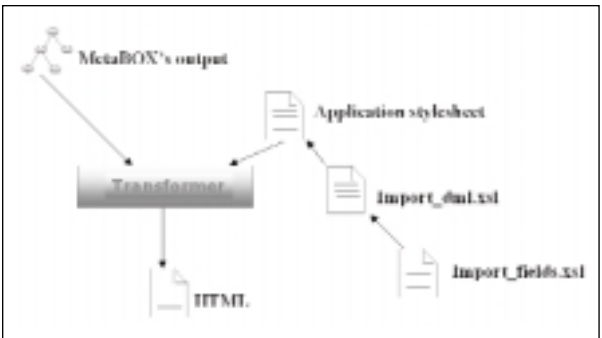 MetaBOX's output
Application stylesheet
Transformer
Import_dml.xsl
Import_fields.xsl
HTML